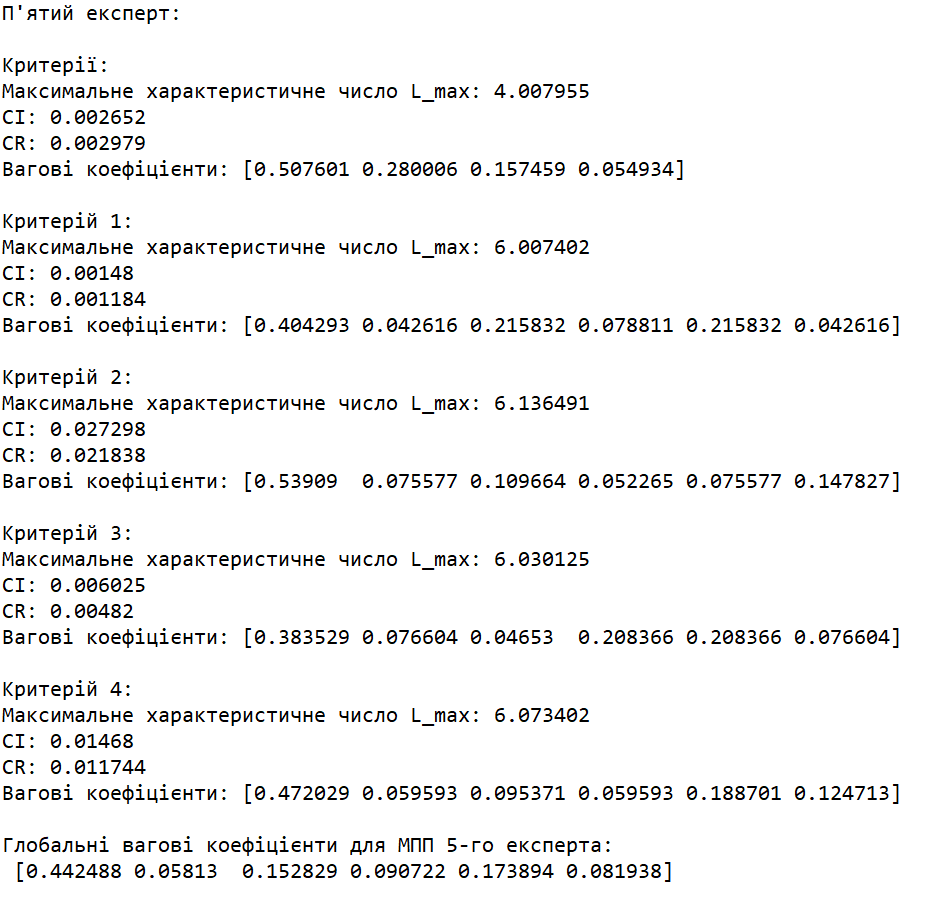 П'ятий експерт:
Критерії:
Максимальне характеристичне число L_max: 4.007955
CI: 0.002652
CR: 0.002979
Вагові коефіцієнти: [0.507601 0.280006 0.157459 0.054934]
Критерій 1:
Максимальне характеристичне число L_max: 6.007402
CI: 0.00148
CR: 0.001184
Вагові коефіцієнти: [0.404293 0.042616 0.215832 0.078811 0.215832 0.042616]
Критерій 2:
Максимальне характеристичне число L_max: 6.136491
CI: 0.027298
CR: 0.021838
Вагові коефіцієнти: [0.53909  0.075577 0.109664 0.052265 0.075577 0.147827]
Критерій 3:
Максимальне характеристичне число L_max: 6.030125
CI: 0.006025
CR: 0.00482
Вагові коефіцієнти: [0.383529 0.076604 0.04653  0.208366 0.208366 0.076604]
Критерій 4:
Максимальне характеристичне число L_max: 6.073402
CI: 0.01468
CR: 0.011744
Вагові коефіцієнти: [0.472029 0.059593 0.095371 0.059593 0.188701 0.124713]
Глобальні вагові коефіцієнти для МПП 5-го експерта:
[0.442488 0.05813  0.152829 0.090722 0.173894 0.081938]